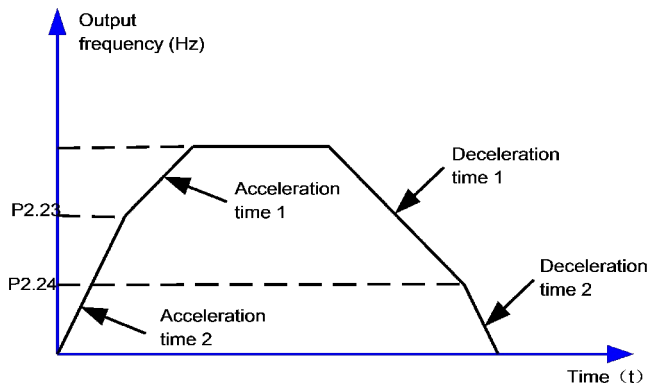 Output
frequency (Hz)
Deceleration
time 1
Acceleration
time 1
P2.23
Deceleration
time 2
P2.24
Acceleration
time 2
Time（t）